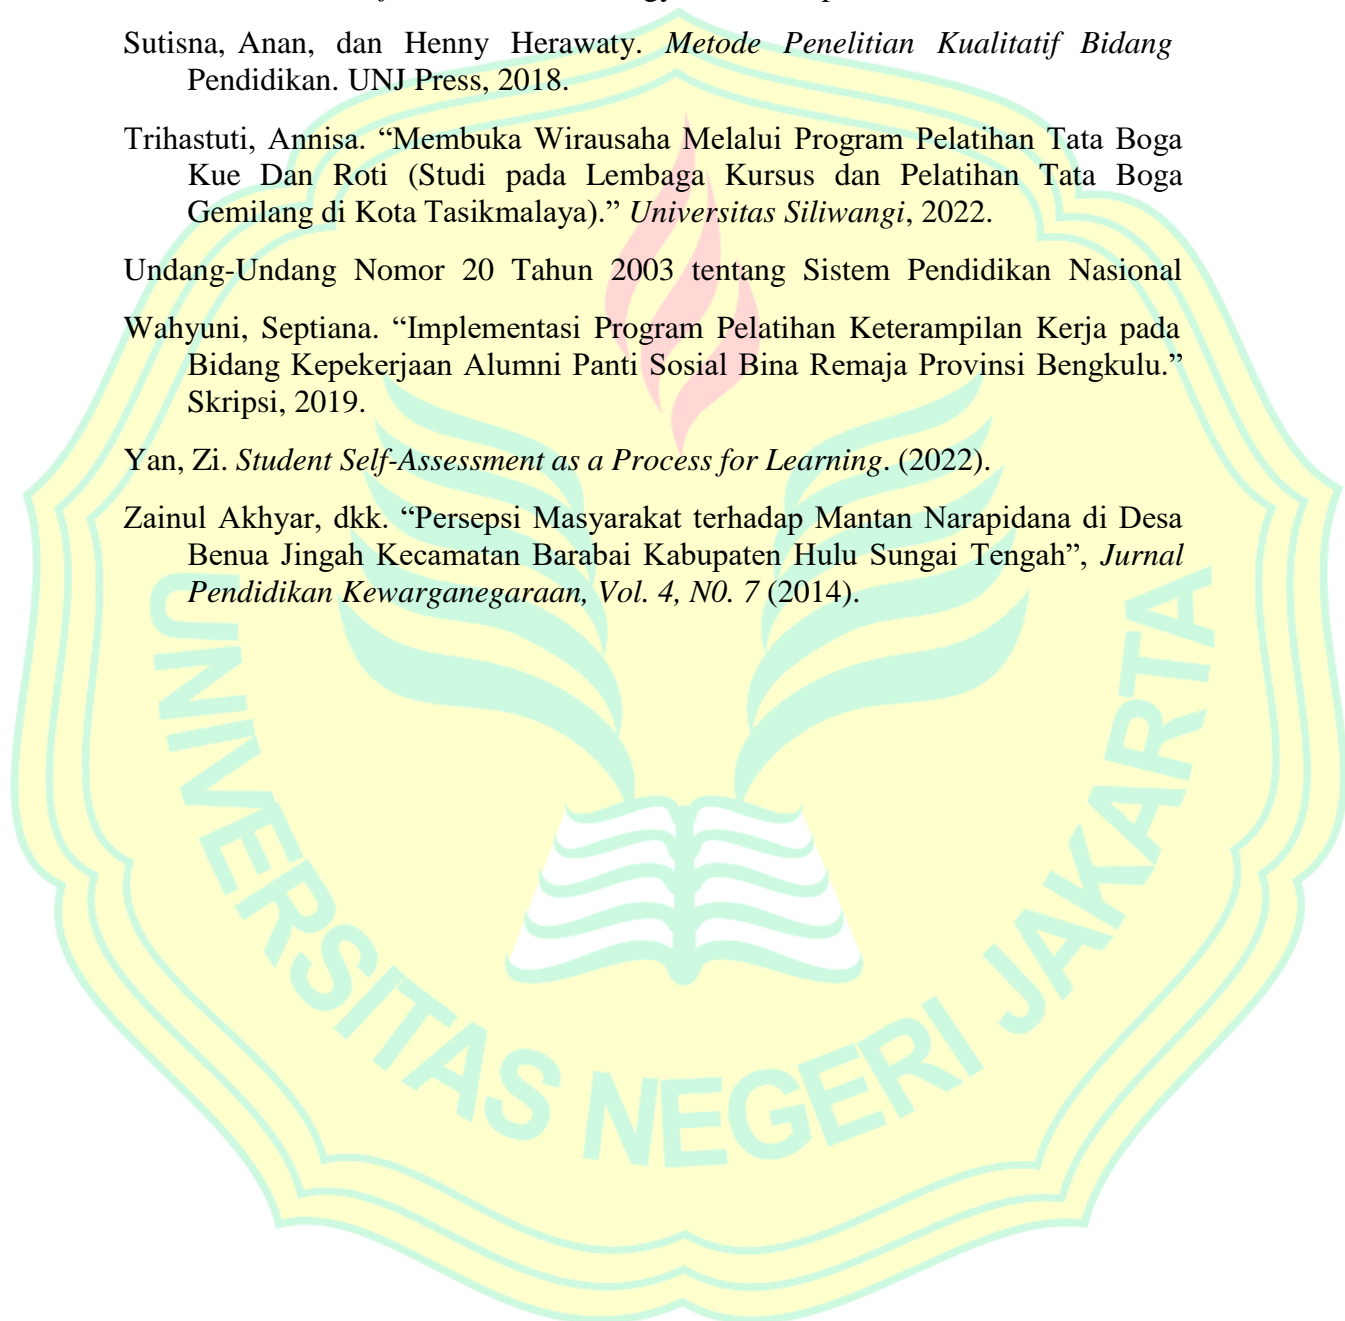 Sutisna, Anan, dan Henny Herawaty. Metode Penelitian Kualitatif Bidang
Pendidikan. UNJ Press, 2018.
Trihastuti, Annisa. “Membuka Wirausaha Melalui Program Pelatihan Tata Boga
Kue Dan Roti (Studi pada Lembaga Kursus dan Pelatihan Tata Boga
Gemilang di Kota Tasikmalaya).” Universitas Siliwangi, 2022.
Undang-Undang Nomor 20 Tahun 2003 tentang Sistem Pendidikan Nasional
Wahyuni, Septiana. “Implementasi Program Pelatihan Keterampilan Kerja pada
Bidang Kepekerjaan Alumni Panti Sosial Bina Remaja Provinsi Bengkulu.”
Skripsi, 2019.
Yan, Zi. Student Self-Assessment as a Process for Learning. (2022).
Zainul Akhyar, dkk. “Persepsi Masyarakat terhadap Mantan Narapidana di Desa
Benua Jingah Kecamatan Barabai Kabupaten Hulu Sungai Tengah”, Jurnal
Pendidikan Kewarganegaraan, Vol. 4, N0. 7 (2014).
UNIVERSITAS NEGERI JAKARTA